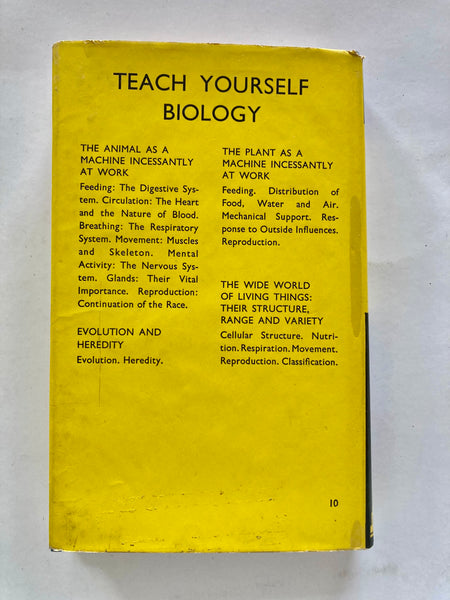 TEACH YOURSELF
BIOLOGY
THE ANIMAL AS A
MACHINE INCESSANTLY
AT WORK
Feeding: The Digestive Sys-
tem. Circulation: The Heart
and the Nature of Blood.
Breathing: The Respiratory
System. Movement: Muscles
and Skeleton. Mental
Activity: The Nervous Sys-
tem. Glands: Their Vital
Importance. Reproduction:
Continuation of the Race.
EVOLUTION AND
HEREDITY
Evolution. Heredity.
THE PLANT AS A
MACHINE INCESSANTLY
AT WORK
Feeding. Distribution of
Food, Water and Air.
Mechanical Support. Res-
ponse to Outside Influences.
Reproduction.
THE WIDE WORLD
OF LIVING THINGS:
THEIR STRUCTURE,
RANGE AND VARIETY
Cellular Structure. Nutri-
tion. Respiration. Movement.
Reproduction. Classification.
10